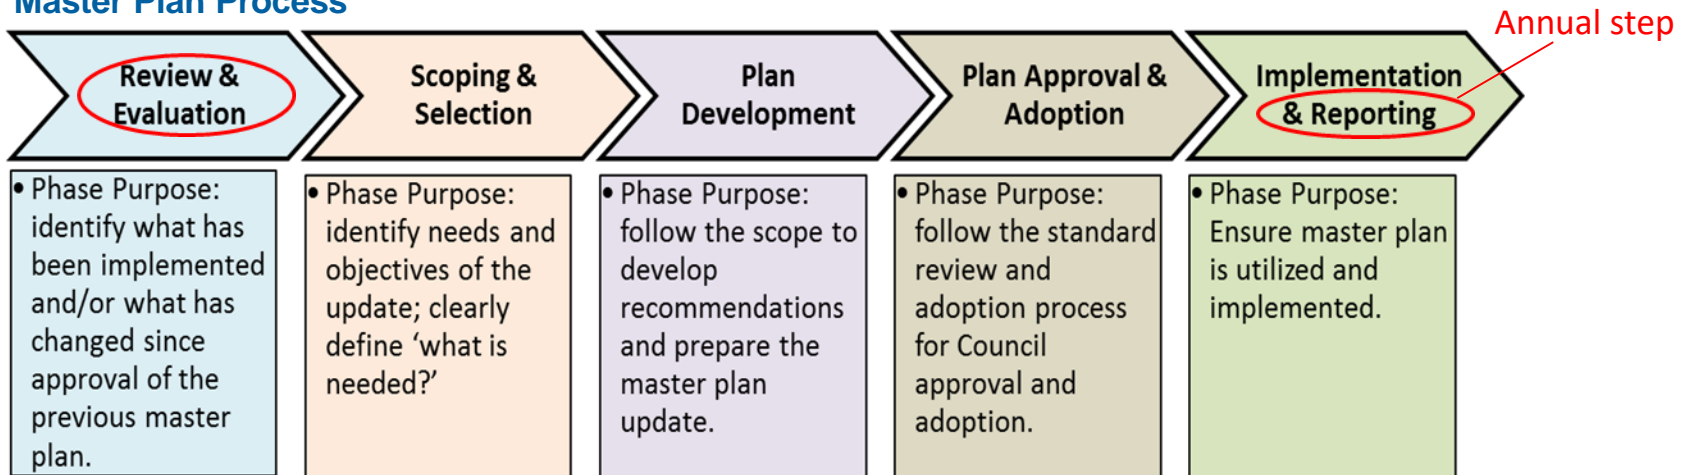 Master Plan Process
Annual step
Review &
Evaluation
Scoping &
Selection
Plan
Development
Plan Approval &
Adoption
Implementation
& Reporting
• Phase Purpose:
identify what has
been implemented
and/or what has
changed since
approval of the
previous master
plan.
• Phase Purpose:
identify needs and
objectives of the
update; clearly
define ‘what is
needed?’
• Phase Purpose:
follow the scope to
develop
recommendations
and prepare the
master plan
update.
• Phase Purpose:
follow the standard
review and
adoption process
for Council
approval and
adoption.
• Phase Purpose:
Ensure master plan
is utilized and
implemented.